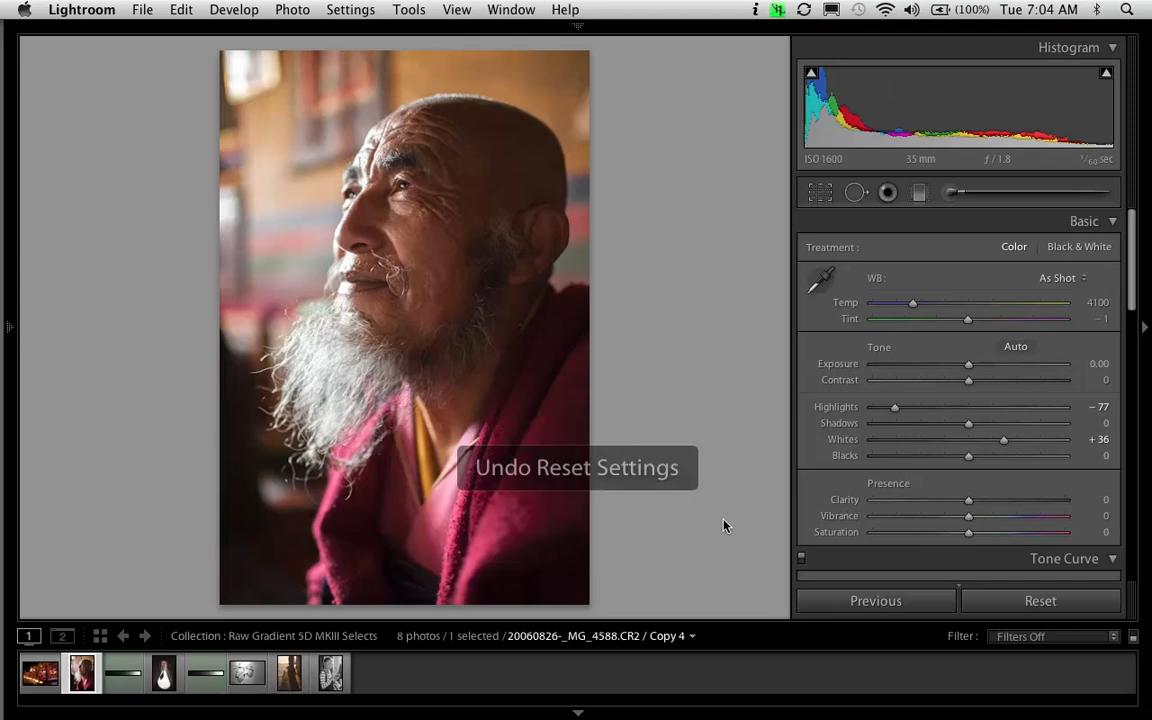 Lightroom File Edit Develop Photo Settings Tools View Window Help (100%) Tue 7:04 AM
Histogram
ISO 1600 35 mm ƒ / 1.8 1/60 sec
Basic
Treatment : Color Black & White
WB : As Shot
Temp 4100
Tint – 1
Tone Auto
Exposure 0.00
Contrast 0
Highlights – 77
Shadows 0
Whites + 36
Blacks 0
Presence
Clarity 0
Vibrance 0
Saturation 0
Tone Curve
Undo Reset Settings
Previous Reset
1 2 Collection : Raw Gradient 5D MKIII Selects 8 photos / 1 selected / 20060826-_MG_4588.CR2 / Copy 4 Filter : Filters Off